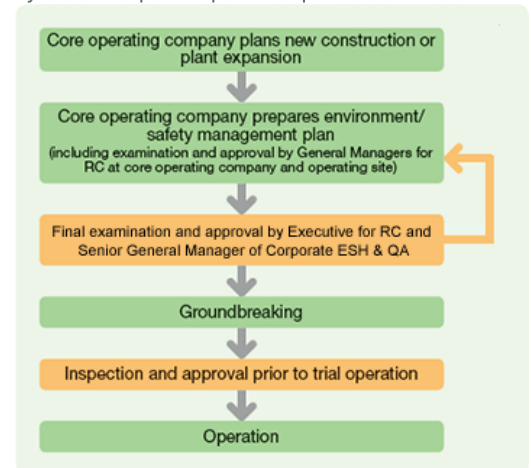 Core operating company plans new construction or
plant expansion
Core operating company prepares environment/
safety management plan
(including examination and approval by General Managers for
RC at core operating company and operating site)
Final examination and approval by Executive for RC and
Senior General Manager of Corporate ESH & QA
Groundbreaking
Inspection and approval prior to trial operation
Operation